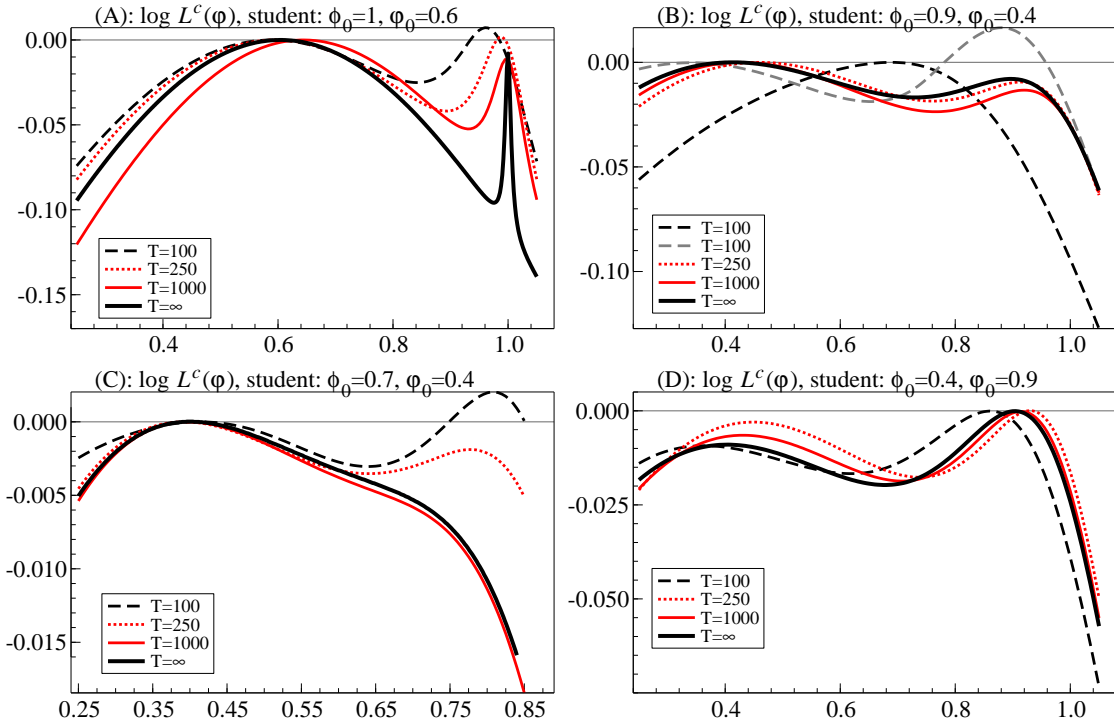 (A): log Lᶜ(φ), student: ϕ₀=1, φ₀=0.6
0.00
-0.05
-0.10
-0.15
T=100
T=250
T=1000
T=∞
0.4 0.6 0.8 1.0
(B): log Lᶜ(φ), student: ϕ₀=0.9, φ₀=0.4
0.00
-0.05
-0.10
T=100
T=100
T=250
T=1000
T=∞
0.4 0.6 0.8 1.0
(C): log Lᶜ(φ), student: ϕ₀=0.7, φ₀=0.4
0.000
-0.005
-0.010
-0.015
T=100
T=250
T=1000
T=∞
0.25 0.35 0.45 0.55 0.65 0.75 0.85
(D): log Lᶜ(φ), student: ϕ₀=0.4, φ₀=0.9
0.000
-0.025
-0.050
T=100
T=250
T=1000
T=∞
0.4 0.6 0.8 1.0